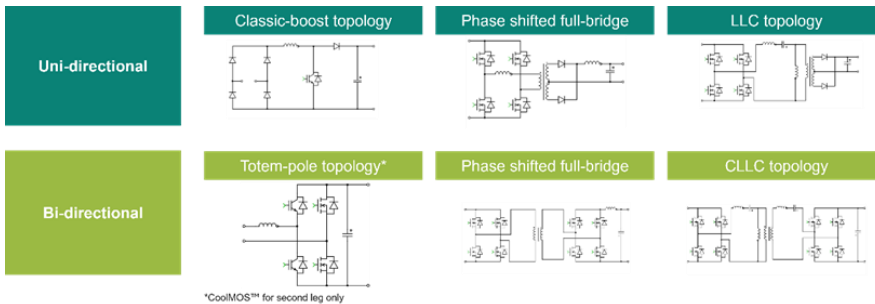 Classic-boost topology
Phase shifted full-bridge
LLC topology
Uni-directional
Totem-pole topology*
Phase shifted full-bridge
CLLC topology
Bi-directional
*CoolMOS™ for second leg only